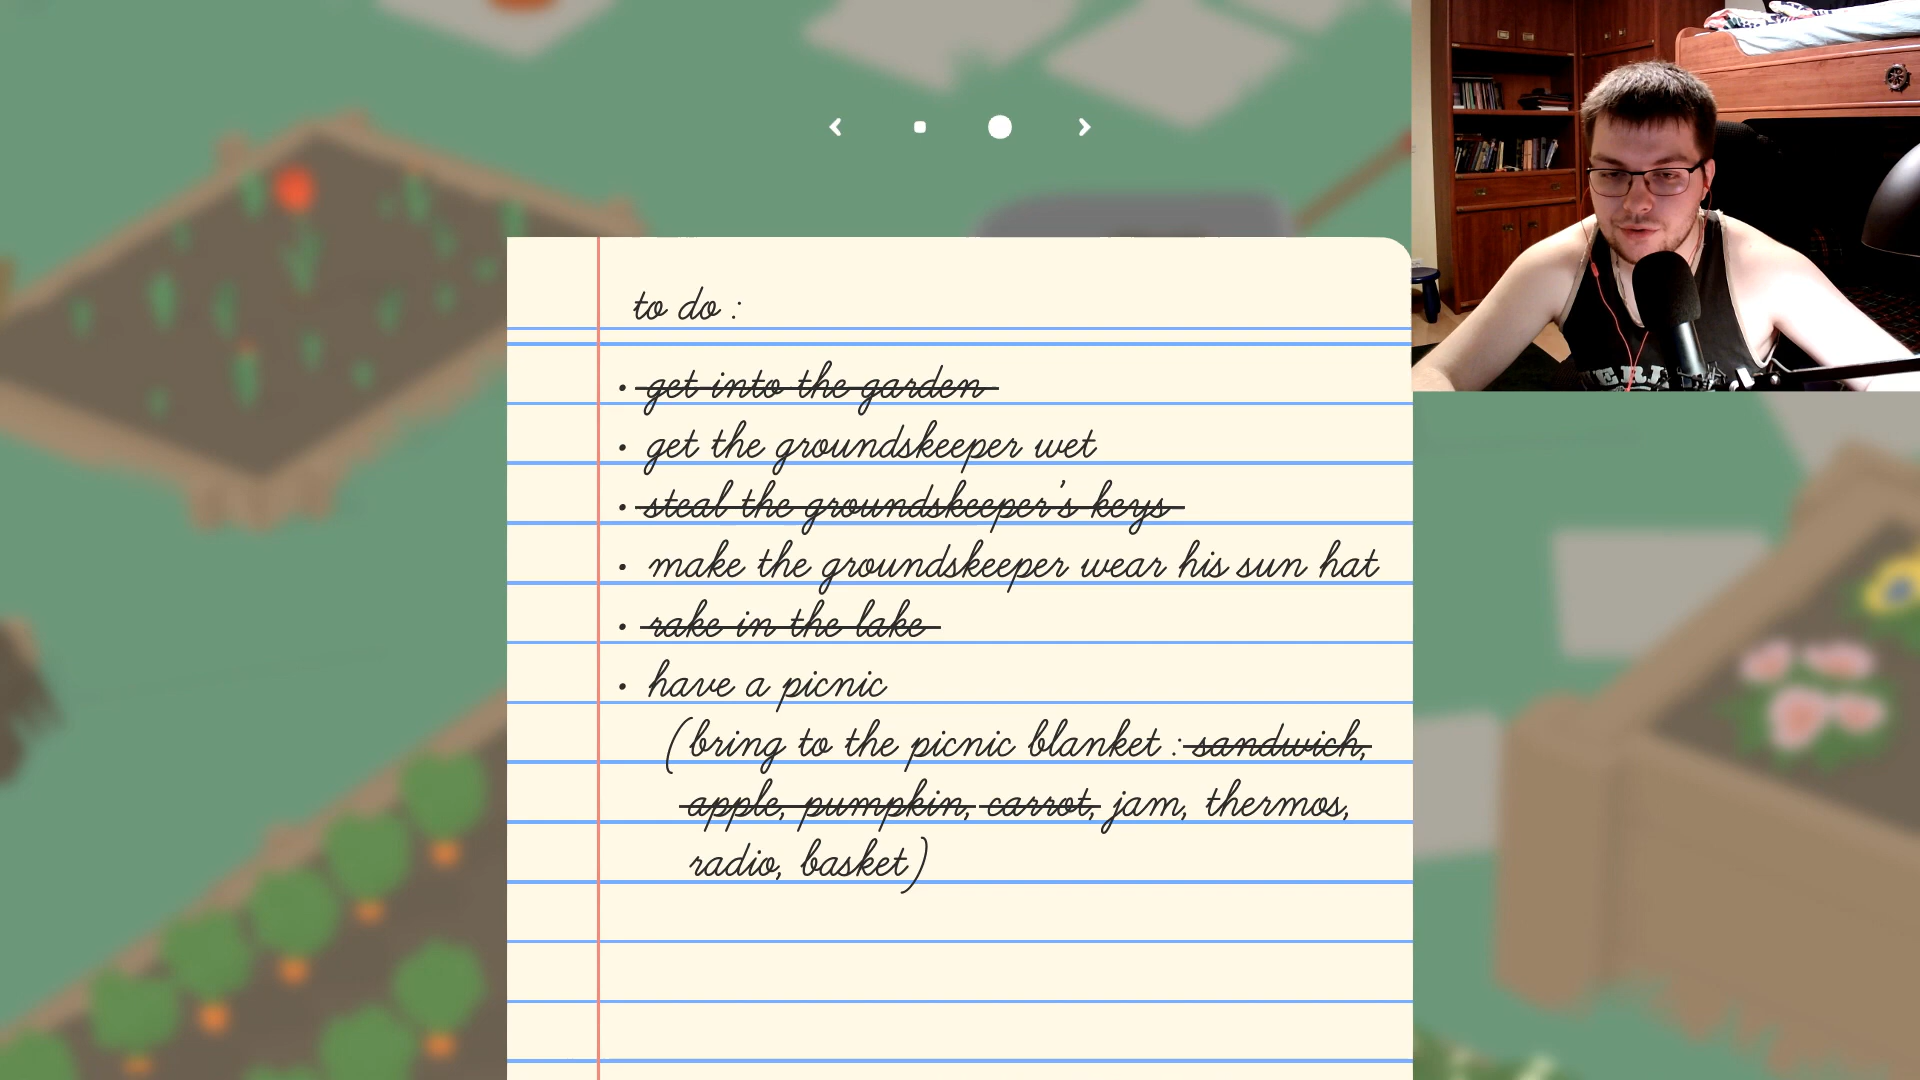 to do :
• get into the garden
• get the groundskeeper wet
• steal the groundskeeper's keys
• make the groundskeeper wear his sun hat
• rake in the lake
• have a picnic
(bring to the picnic blanket : sandwich,
apple, pumpkin, carrot, jam, thermos,
radio, basket)